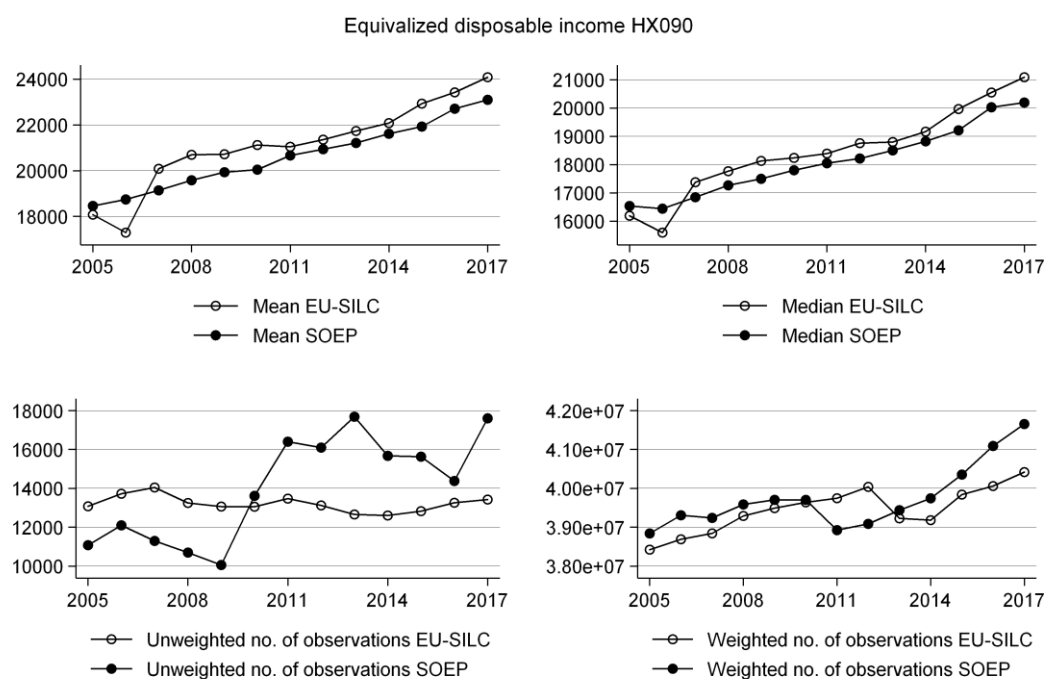 Equivalized disposable income HX090
24000
22000
20000
18000
2005 2008 2011 2014 2017
Mean EU-SILC
Mean SOEP
21000
20000
19000
18000
17000
16000
2005 2008 2011 2014 2017
Median EU-SILC
Median SOEP
18000
16000
14000
12000
10000
2005 2008 2011 2014 2017
Unweighted no. of observations EU-SILC
Unweighted no. of observations SOEP
4.20e+07
4.10e+07
4.00e+07
3.90e+07
3.80e+07
2005 2008 2011 2014 2017
Weighted no. of observations EU-SILC
Weighted no. of observations SOEP